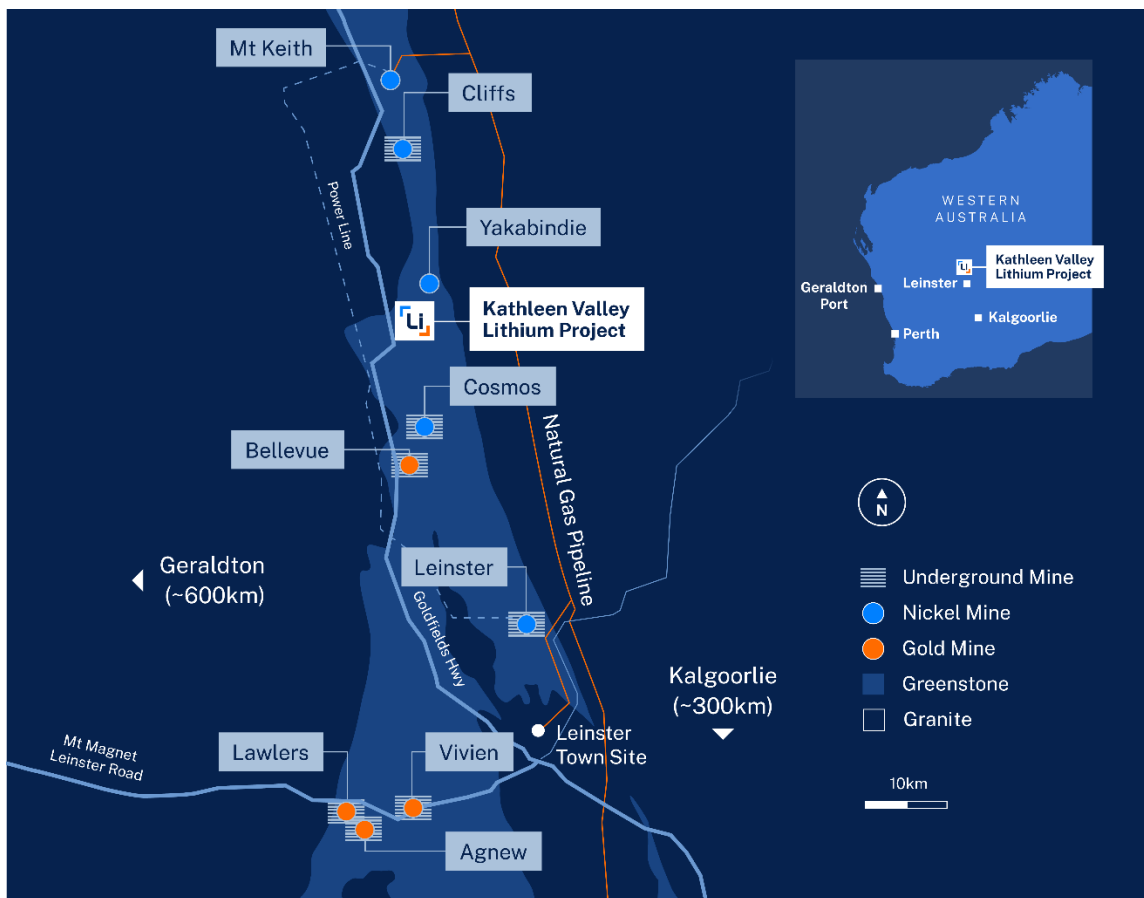 Mt Keith
Cliffs
Power Line
Yakabindie
Li
Kathleen Valley
Lithium Project
Cosmos
Bellevue
Natural Gas Pipeline
Geraldton
(~600km)
Leinster
Goldfields Hwy
Kalgoorlie
(~300km)
Leinster
Town Site
Mt Magnet
Leinster Road
Lawlers
Vivien
Agnew
WESTERN
AUSTRALIA
Li
Kathleen Valley
Lithium Project
Leinster
Geraldton
Port
Kalgoorlie
Perth
N
Underground Mine
Nickel Mine
Gold Mine
Greenstone
Granite
10km